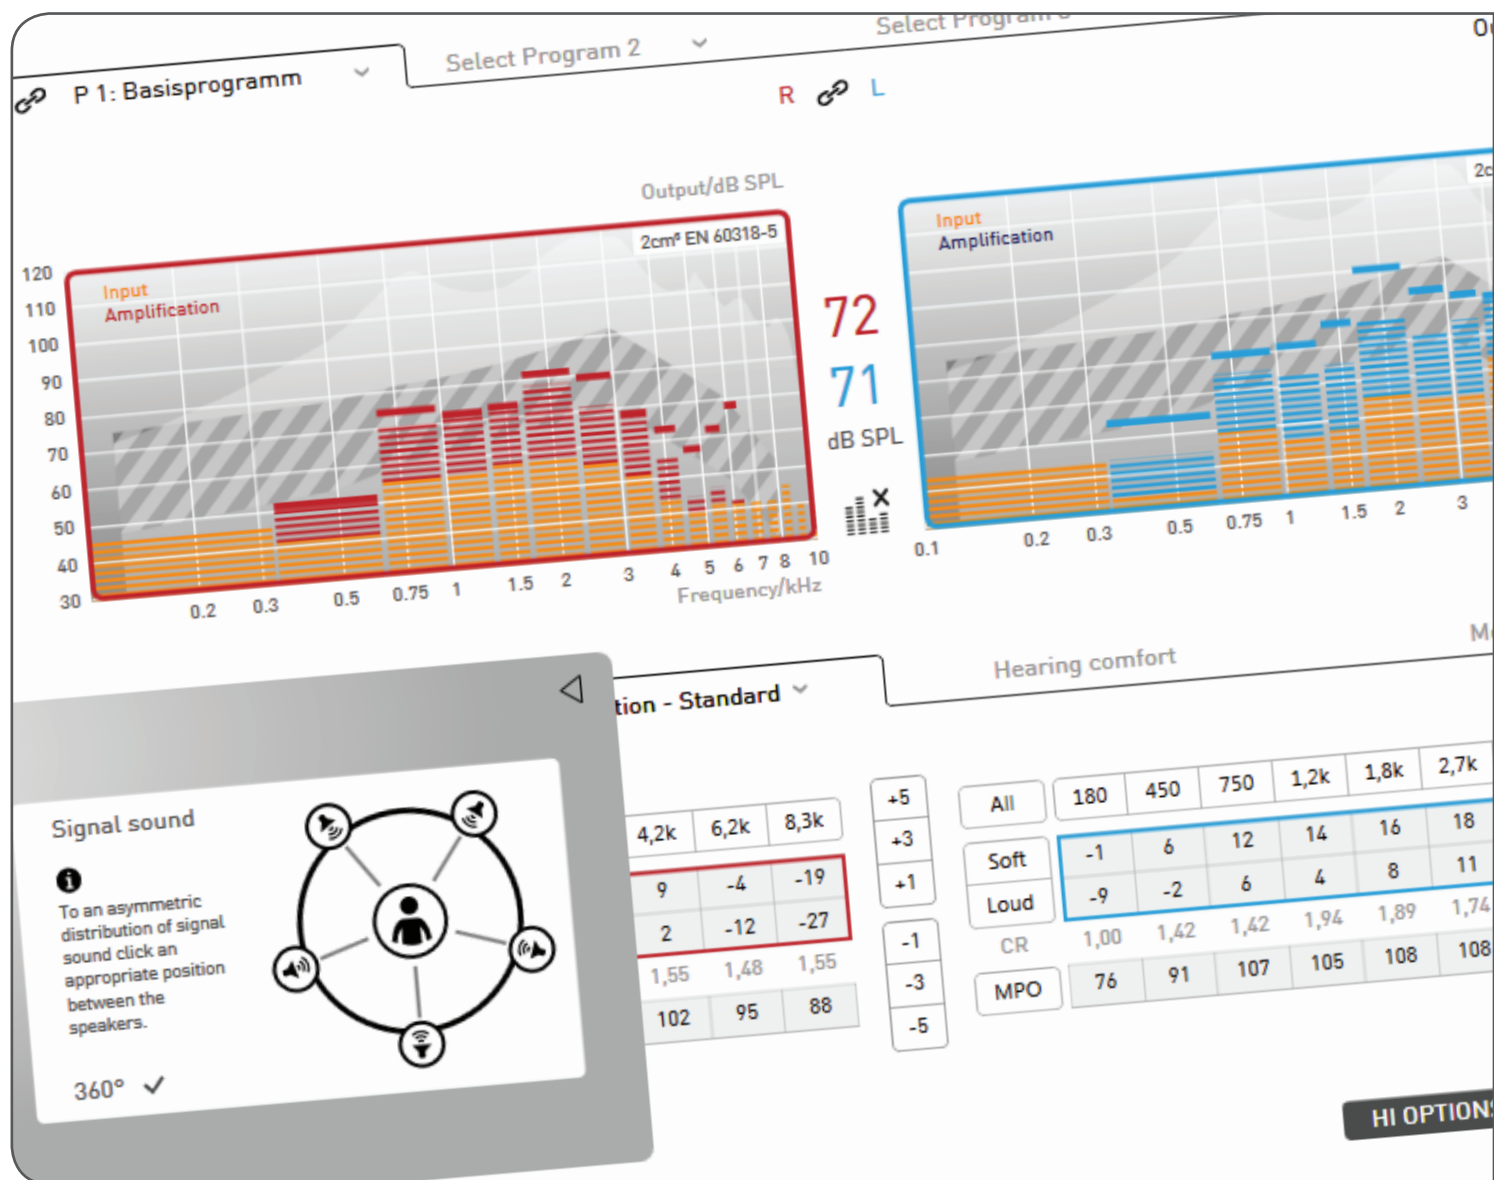 P 1: Basisprogramm
Select Program 2
Select Program
R L
Output/dB SPL
120
110
100
90
80
70
60
50
40
30
Input
Amplification
2cm³ EN 60318-5
0.2 0.3 0.5 0.75 1 1.5 2 3 4 5 6 7 8 10
Frequency/kHz
72
71
dB SPL
Input
Amplification
0.1 0.2 0.3 0.5 0.75 1 1.5 2 3
tion - Standard
Hearing comfort
Signal sound
To an asymmetric
distribution of signal
sound click an
appropriate position
between the
speakers.
360°
4,2k 6,2k 8,3k
9 -4 -19
2 -12 -27
1,55 1,48 1,55
102 95 88
+5
+3
+1
-1
-3
-5
All 180 450 750 1,2k 1,8k 2,7k
Soft -1 6 12 14 16 18
Loud -9 -2 6 4 8 11
CR 1,00 1,42 1,42 1,94 1,89 1,74
MPO 76 91 107 105 108 108
HI OPTIONS